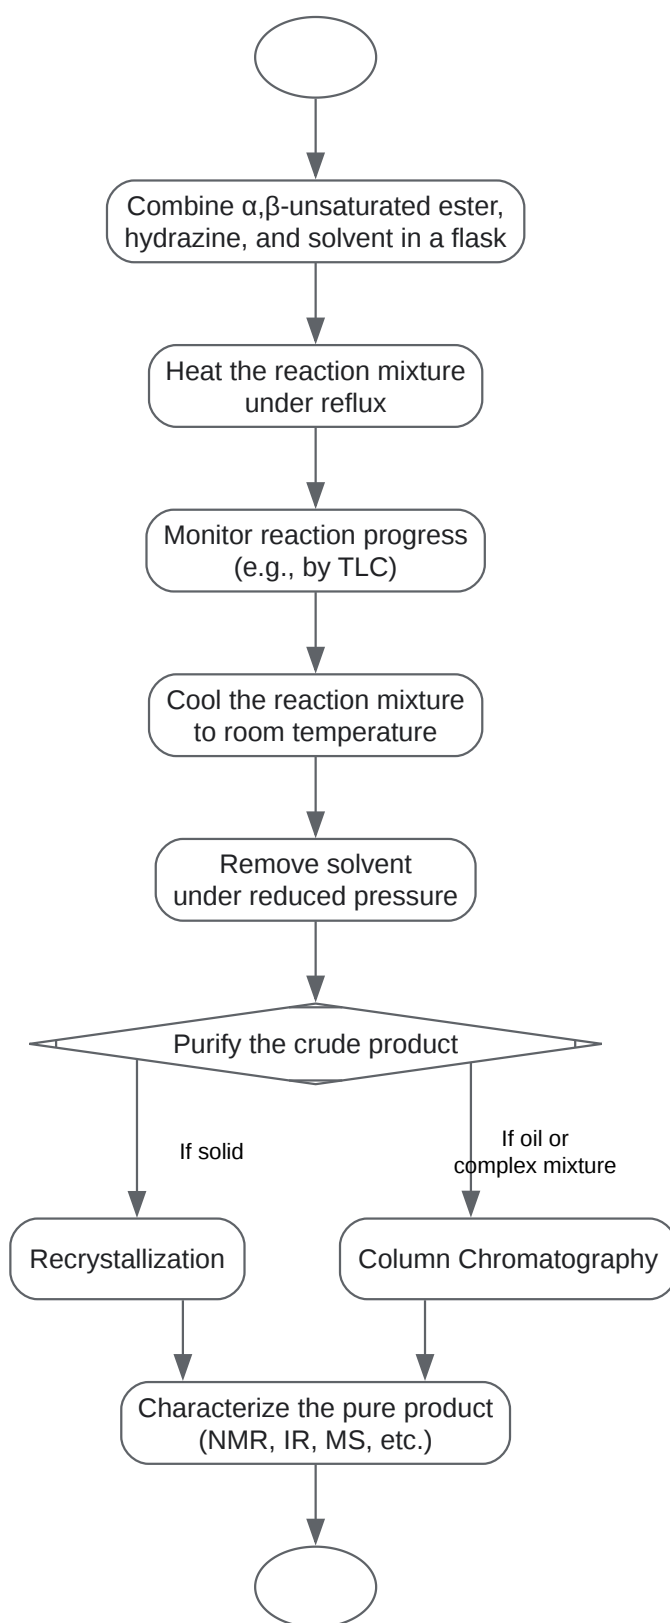 Combine α,β-unsaturated ester,
hydrazine, and solvent in a flask
Heat the reaction mixture
under reflux
Monitor reaction progress
(e.g., by TLC)
Cool the reaction mixture
to room temperature
Remove solvent
under reduced pressure
Purify the crude product
If solid
If oil or
complex mixture
Recrystallization
Column Chromatography
Characterize the pure product
(NMR, IR, MS, etc.)